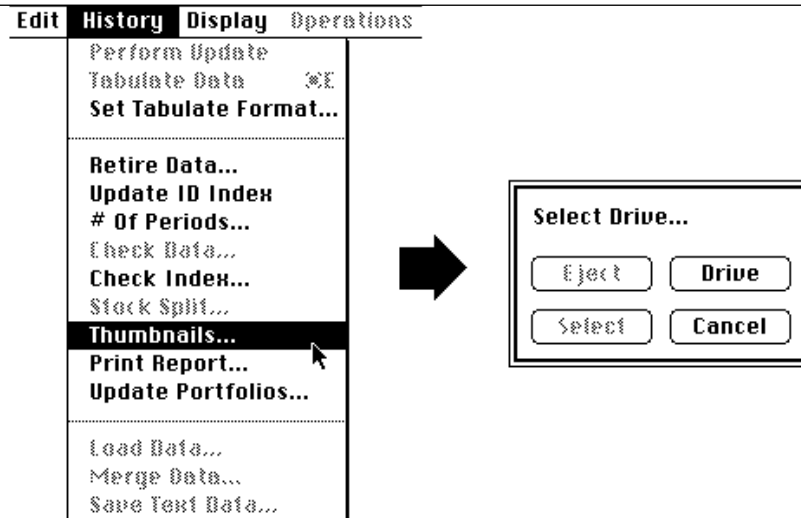 Edit History Display Operations
Perform Update
Tabulate Data ⌘E
Set Tabulate Format...
Retire Data...
Update ID Index
# Of Periods...
Check Data...
Check Index...
Stock Split...
Thumbnails...
Print Report...
Update Portfolios...
Load Data...
Merge Data...
Save Text Data...
Select Drive...
Eject Drive
Select Cancel